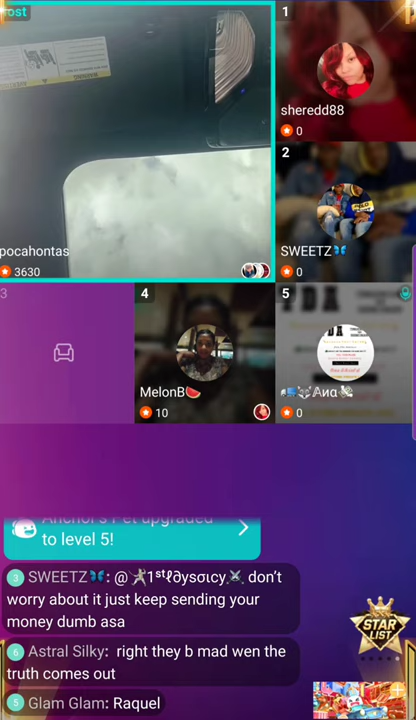 ost
1
sheredd88
0
2
SWEETZ🦋
0
pocahontas
3630
WARNING
3
4
MelonB🍉
10
5
Ana
0
Anchor's Pet upgraded
to level 5!
3 SWEETZ🦋: @1ˢᵗℓ∂ysσιcy⚔ don't
worry about it just keep sending your
money dumb asa
6 Astral Silky: right they b mad wen the
truth comes out
5 Glam Glam: Raquel
STAR
LIST